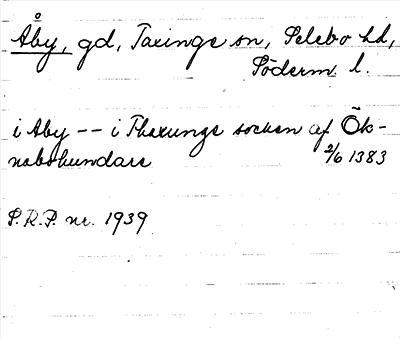 Åby, gd, Taxinge sn, Selebo hd,
Söderm. l.
i Aby -- i Thaxunge socken af Ök-
nabohundare 2/6 1383
S.R.P. nr. 1939